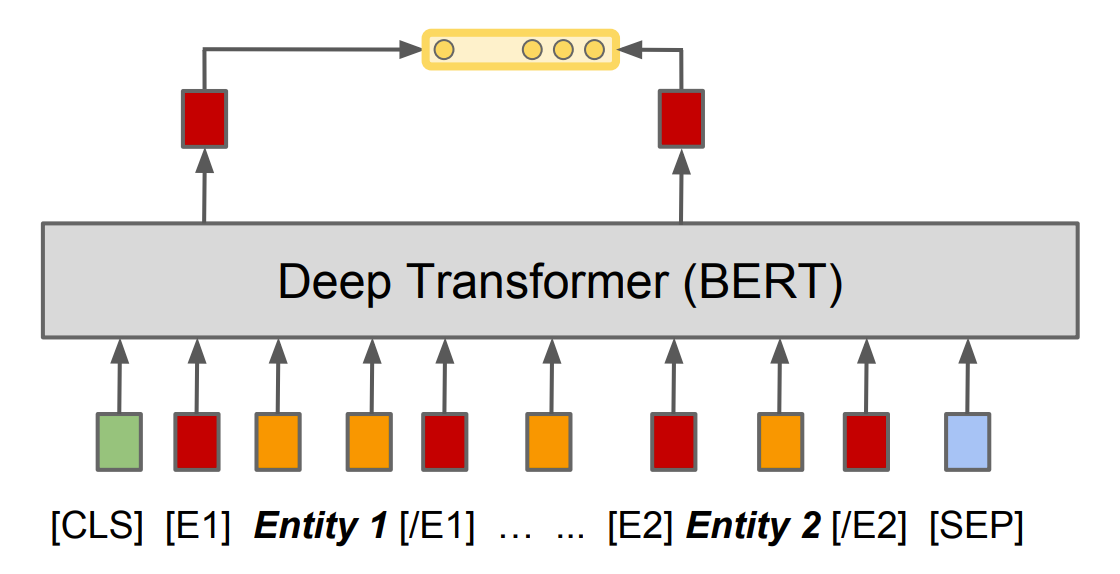 Deep Transformer (BERT)
[CLS] [E1] Entity 1 [/E1] … ... [E2] Entity 2 [/E2] [SEP]